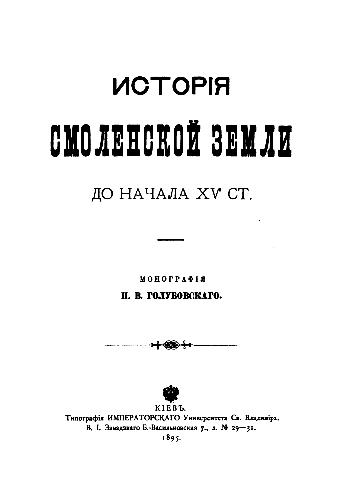 ИСТОРІЯ
СМОЛЕНСКОЙ ЗЕМЛИ
ДО НАЧАЛА XV СТ.
МОНОГРАФІЯ
П. В. ГОЛУБОВСКАГО.
КІЕВЪ.
Типографія ИМПЕРАТОРСКАГО Университета Св. Владиміра.
В. І. Завадзкаго Б.-Васильковская у., д. № 29—31.
1895.